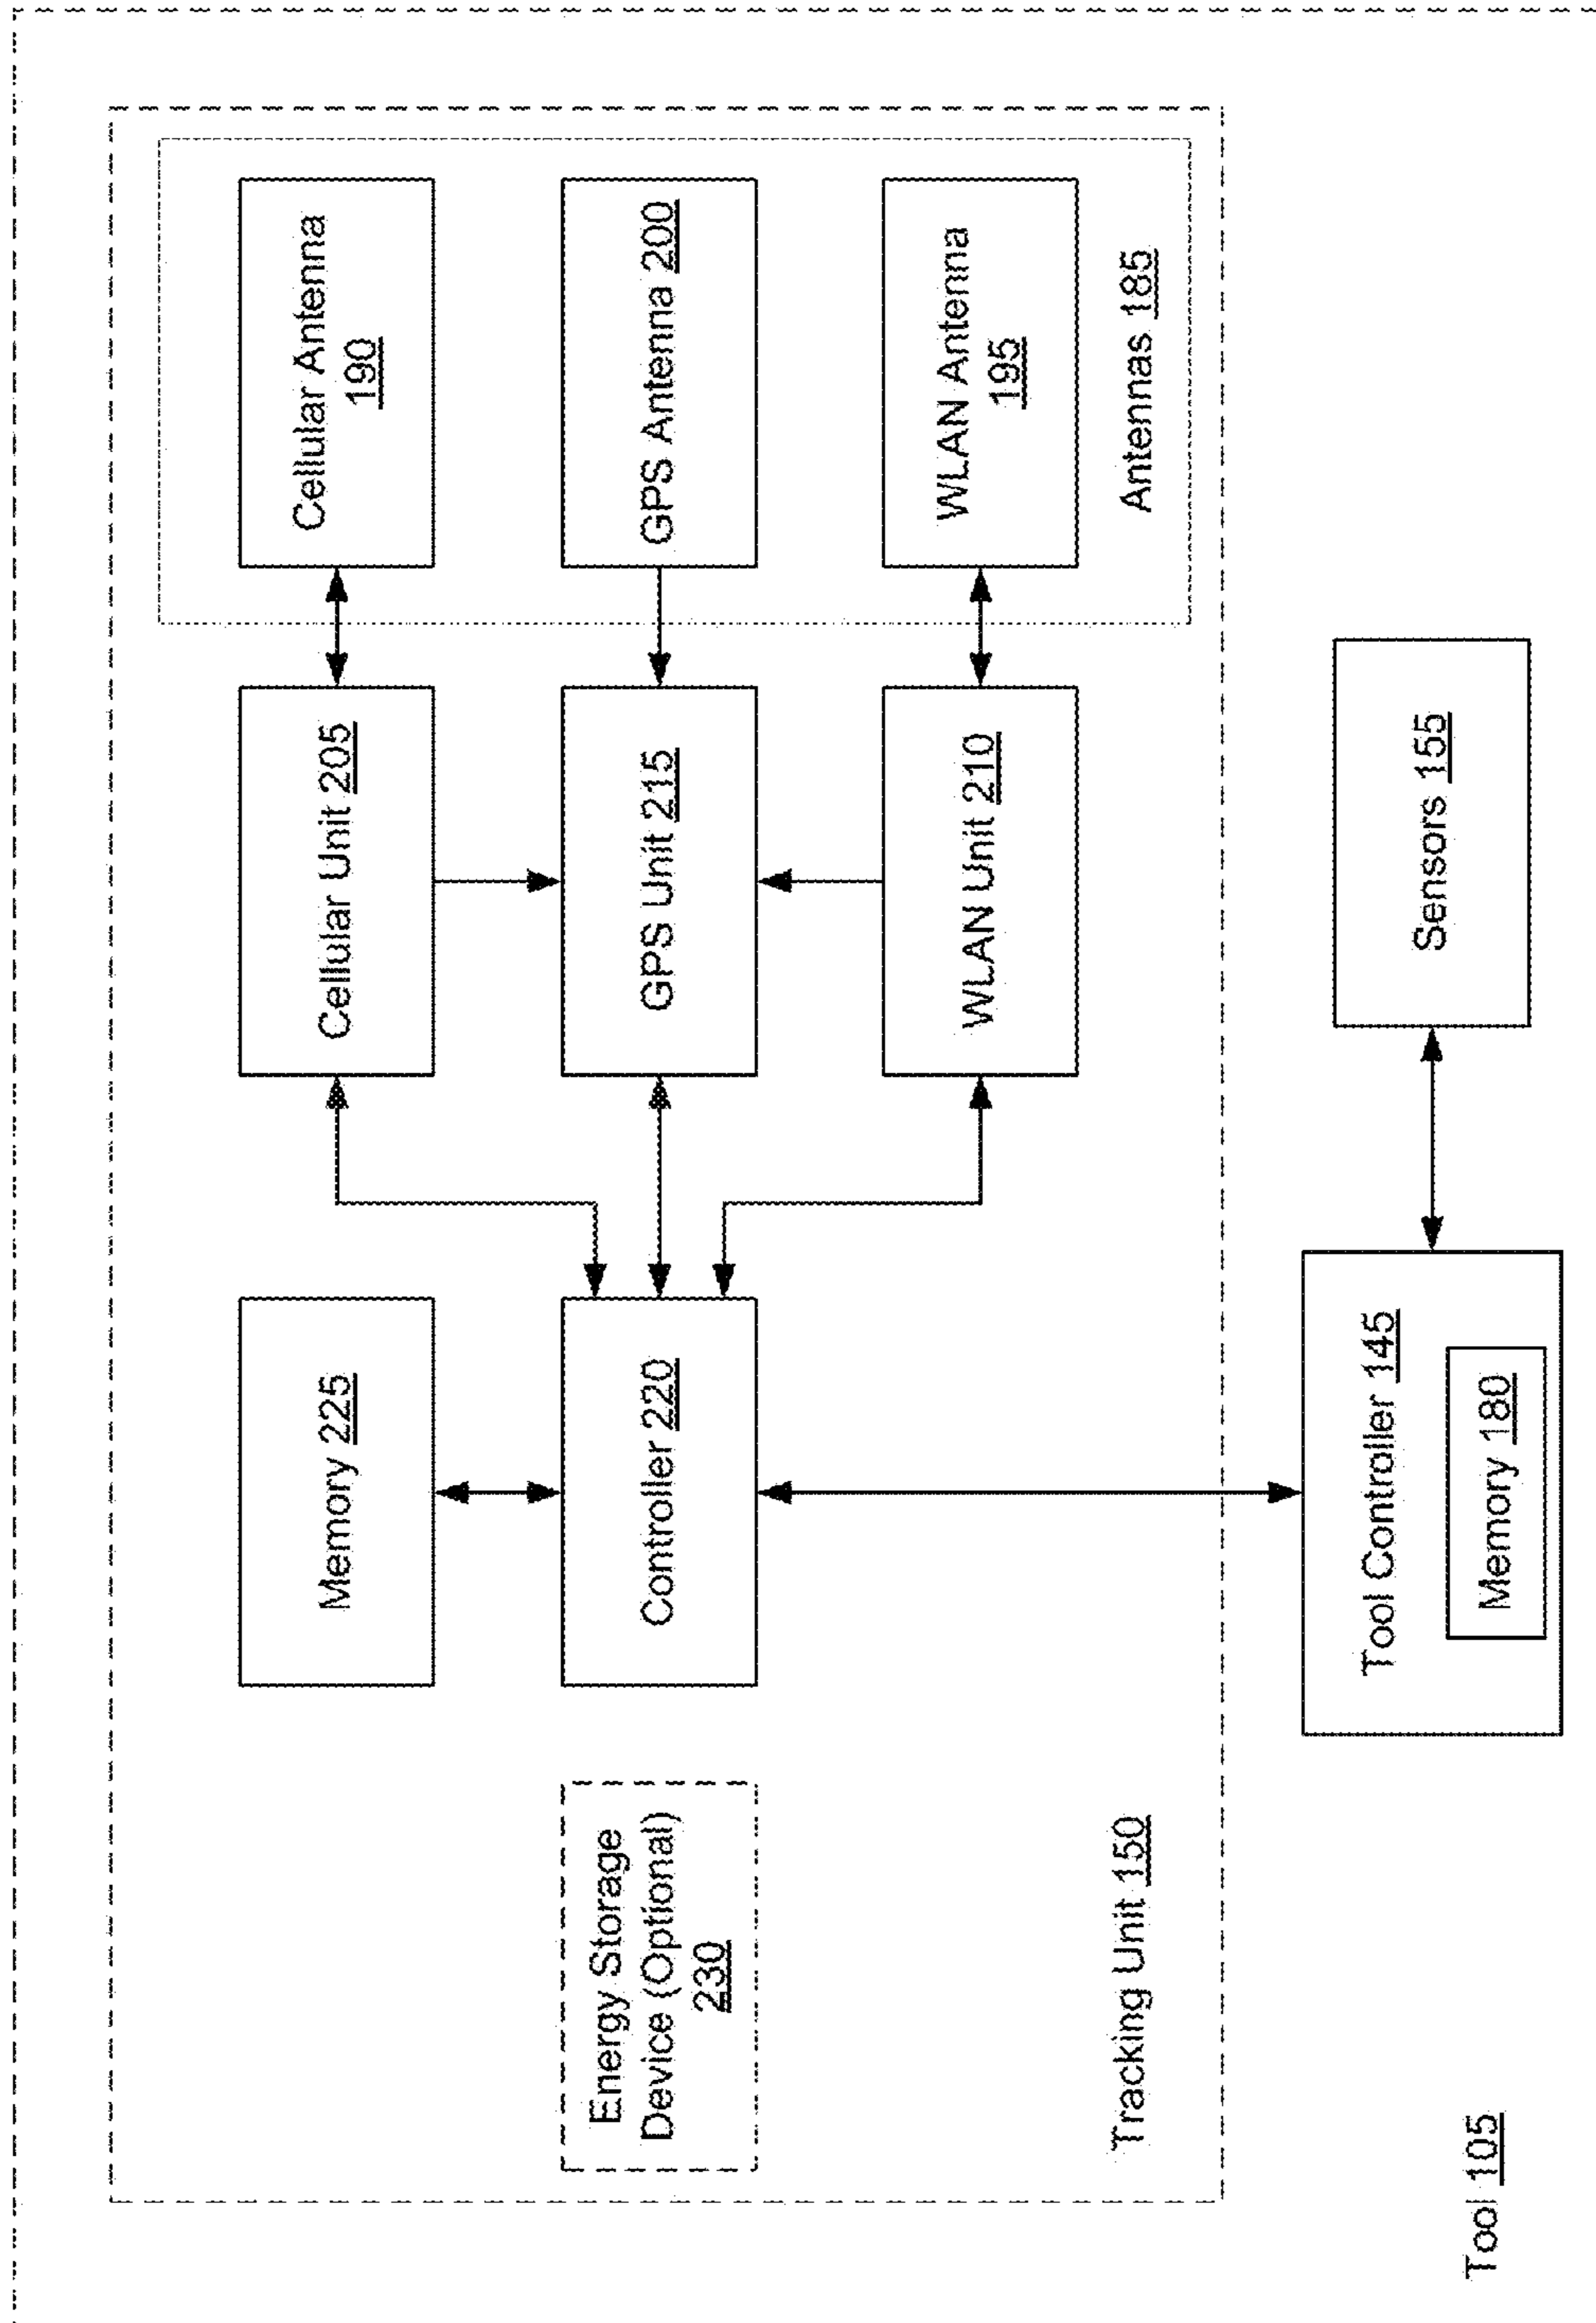 Memory 225
Cellular Unit 205
Cellular Antenna
190
Energy Storage
Device (Optional)
230
Controller 220
GPS Unit 215
GPS Antenna 200
WLAN Unit 210
WLAN Antenna
195
Tracking Unit 150
Antennas 185
Tool Controller 145
Memory 180
Sensors 155
Tool 105